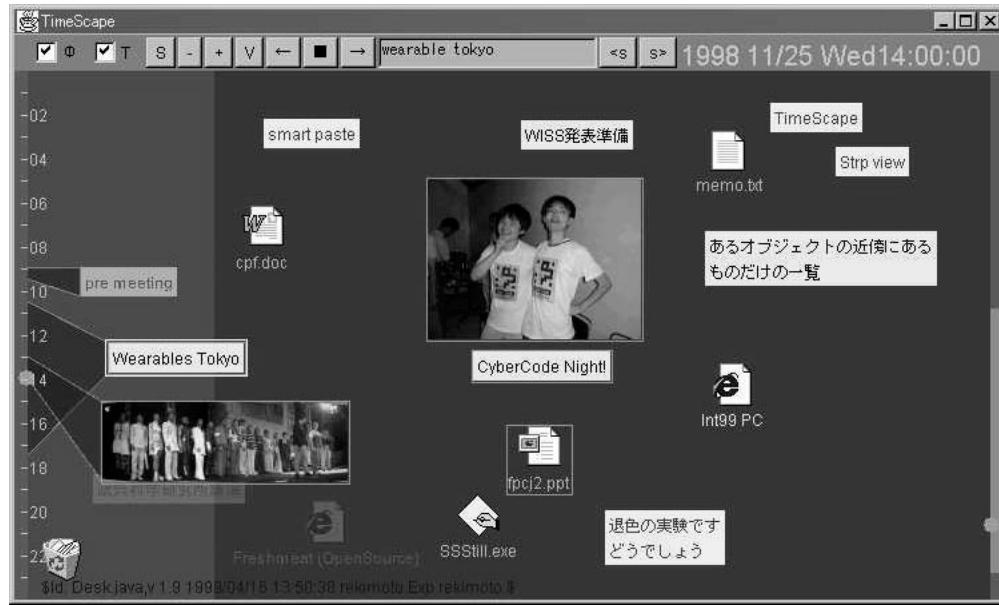 TimeScape
Φ T S - + V ← ■ → wearable tokyo <s s> 1998 11/25 Wed14:00:00
02
04
06
08
10
12
14
16
18
20
22
smart paste
WISS発表準備
TimeScape
Strp view
memo.txt
cpf.doc
あるオブジェクトの近傍にある
ものだけの一覧
pre meeting
Wearables Tokyo
CyberCode Night!
Int99 PC
fpcj2.ppt
SSStill.exe
退色の実験です
どうでしょう
Freshmeat (OpenSource)
$Id: Desk.java,v 1.9 1999/04/16 13:50:38 rekimoto Exp rekimoto $